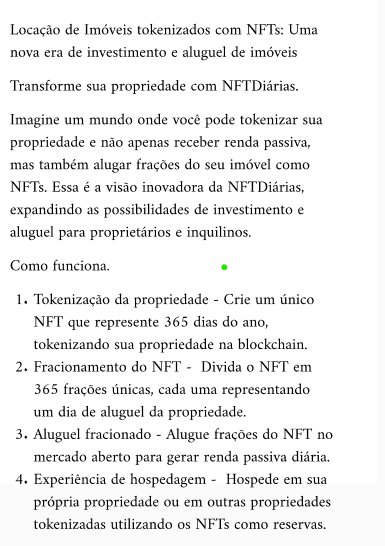 Locação de Imóveis tokenizados com NFTs: Uma
nova era de investimento e aluguel de imóveis
Transforme sua propriedade com NFTDiárias.
Imagine um mundo onde você pode tokenizar sua
propriedade e não apenas receber renda passiva,
mas também alugar frações do seu imóvel como
NFTs. Essa é a visão inovadora da NFTDiárias,
expandindo as possibilidades de investimento e
aluguel para proprietários e inquilinos.
Como funciona.
1. Tokenização da propriedade - Crie um único
NFT que represente 365 dias do ano,
tokenizando sua propriedade na blockchain.
2. Fracionamento do NFT - Divida o NFT em
365 frações únicas, cada uma representando
um dia de aluguel da propriedade.
3. Aluguel fracionado - Alugue frações do NFT no
mercado aberto para gerar renda passiva diária.
4. Experiência de hospedagem - Hospede em sua
própria propriedade ou em outras propriedades
tokenizadas utilizando os NFTs como reservas.